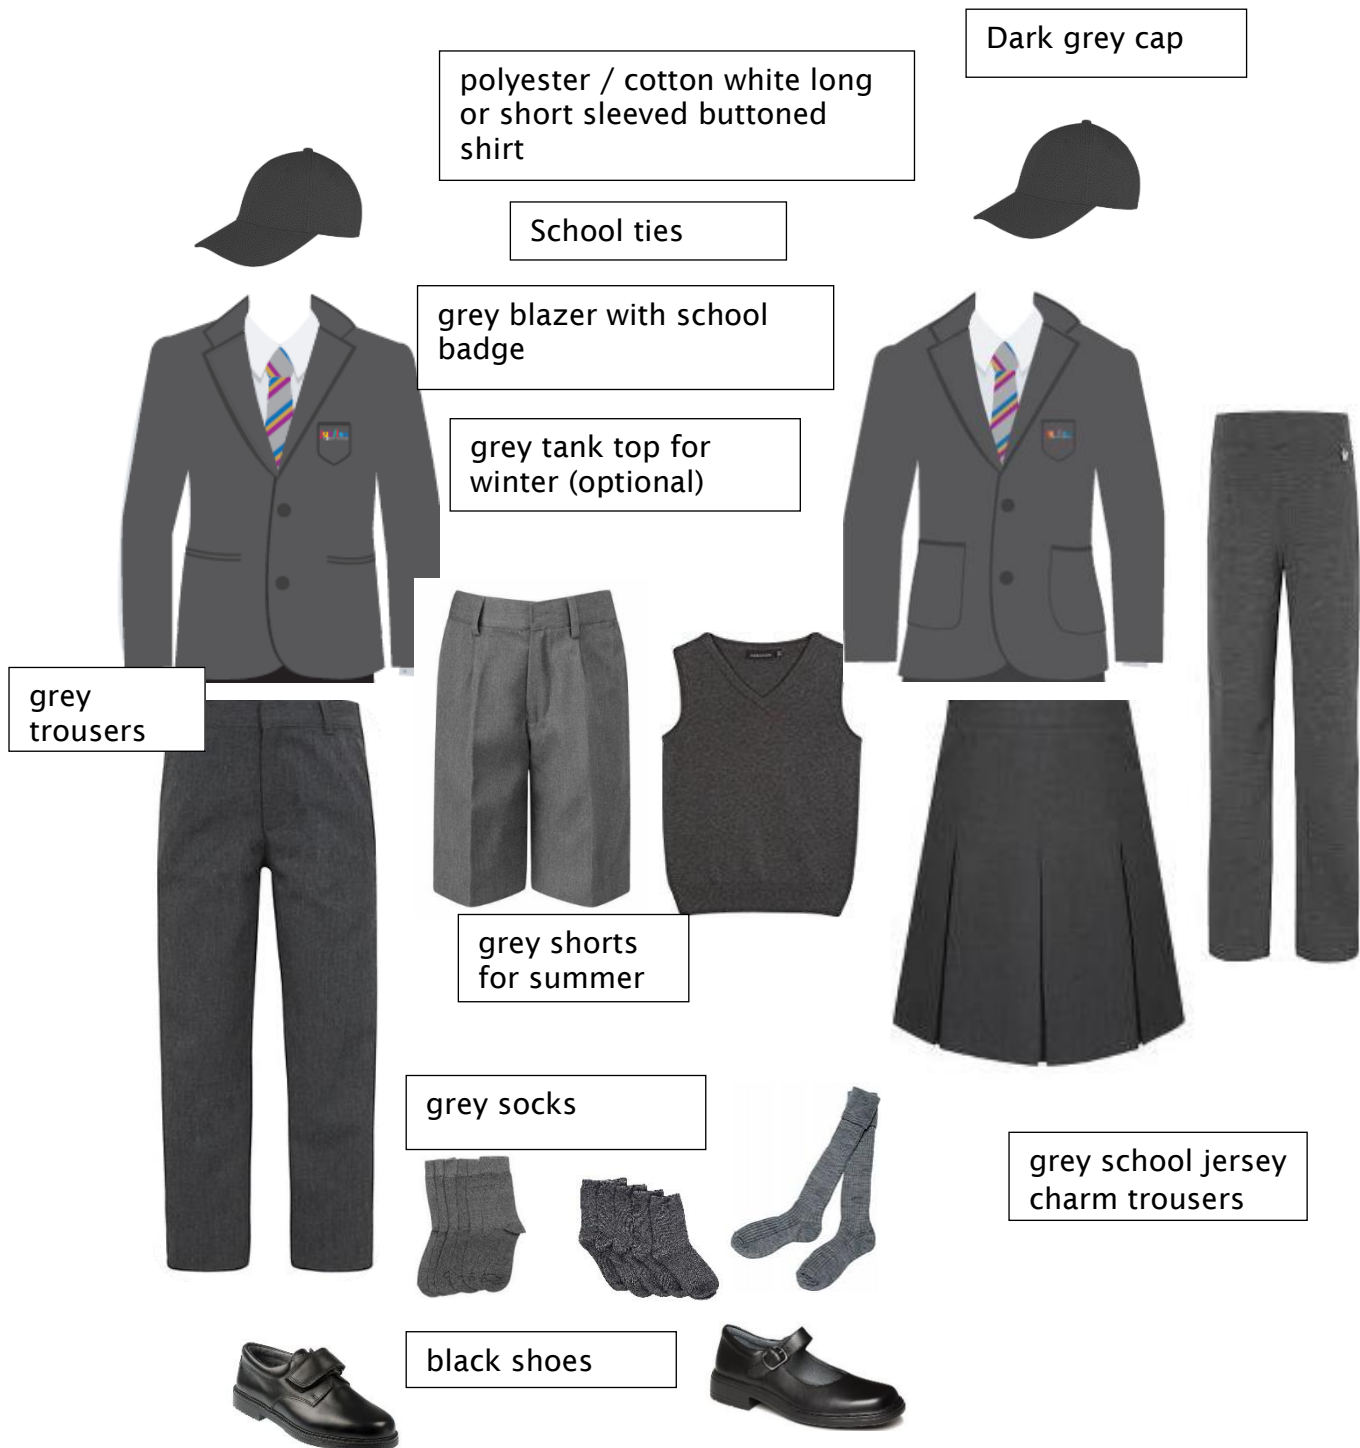 Dark grey cap
polyester / cotton white long
or short sleeved buttoned
shirt
School ties
grey blazer with school
badge
grey tank top for
winter (optional)
grey
trousers
grey shorts
for summer
grey socks
grey school jersey
charm trousers
black shoes